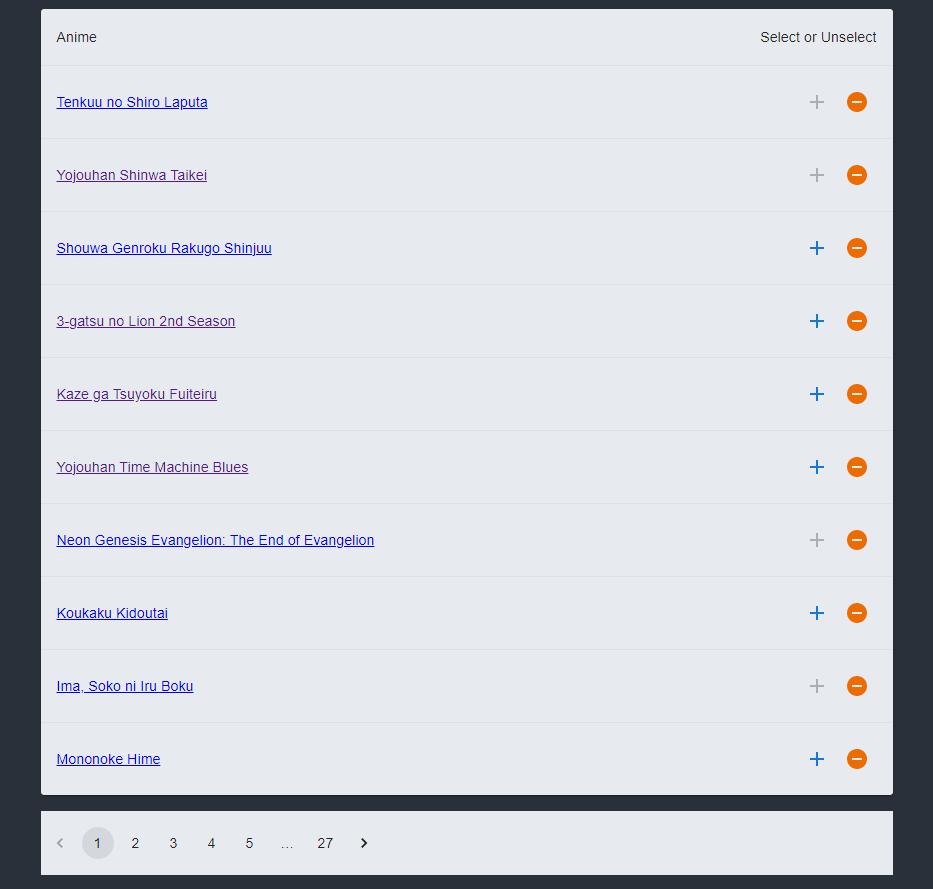 Anime Select or Unselect
Tenkuu no Shiro Laputa
Yojouhan Shinwa Taikei
Shouwa Genroku Rakugo Shinjuu
3-gatsu no Lion 2nd Season
Kaze ga Tsuyoku Fuiteiru
Yojouhan Time Machine Blues
Neon Genesis Evangelion: The End of Evangelion
Koukaku Kidoutai
Ima, Soko ni Iru Boku
Mononoke Hime
1 2 3 4 5 ... 27